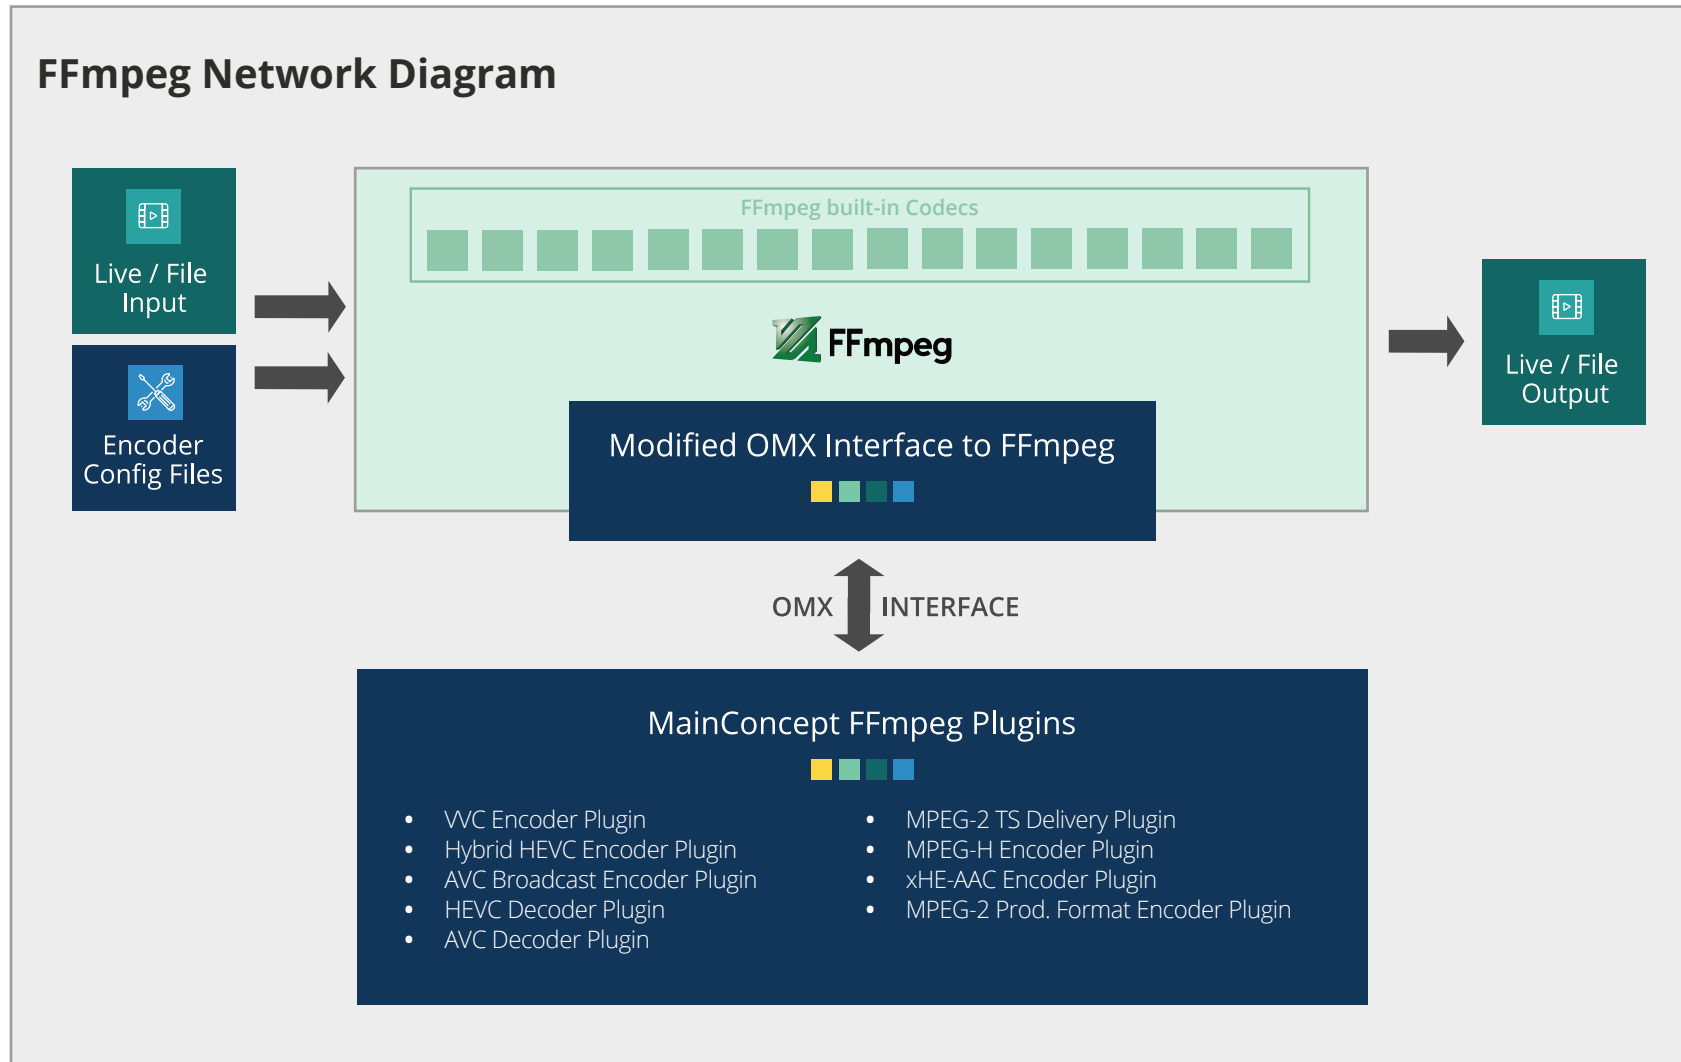 FFmpeg Network Diagram
Live / File
Input
Encoder
Config Files
FFmpeg built-in Codecs
FFmpeg
Modified OMX Interface to FFmpeg
Live / File
Output
OMX INTERFACE
MainConcept FFmpeg Plugins
• VVC Encoder Plugin
• Hybrid HEVC Encoder Plugin
• AVC Broadcast Encoder Plugin
• HEVC Decoder Plugin
• AVC Decoder Plugin
• MPEG-2 TS Delivery Plugin
• MPEG-H Encoder Plugin
• xHE-AAC Encoder Plugin
• MPEG-2 Prod. Format Encoder Plugin